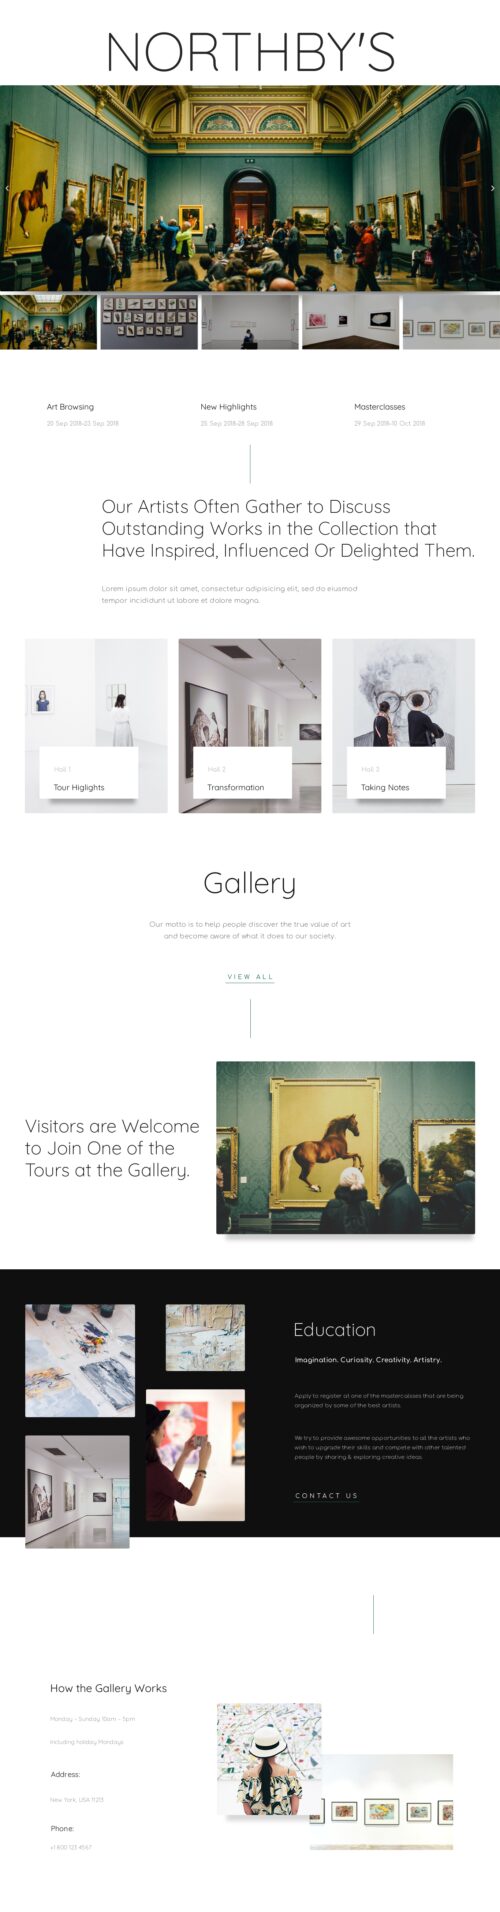 NORTHBY'S
Art Browsing
20 Sep 2018-23 Sep 2018
New Highlights
25 Sep 2018-28 Sep 2018
Masterclasses
29 Sep 2018-10 Oct 2018
Our Artists Often Gather to Discuss
Outstanding Works in the Collection that
Have Inspired, Influenced Or Delighted Them.
Lorem ipsum dolor sit amet, consectetur adipisicing elit, sed do eiusmod
tempor incididunt ut labore et dolore magna.
Hall 1
Tour Higlights
Hall 2
Transformation
Hall 3
Taking Notes
Gallery
Our motto is to help people discover the true value of art
and become aware of what it does to our society.
VIEW ALL
Visitors are Welcome
to Join One of the
Tours at the Gallery.
Education
Imagination. Curiosity. Creativity. Artistry.
Apply to register at one of the mastercalsses that are being
organized by some of the best artists.
We try to provide awesome opportunities to all the artists who
wish to upgrade their skills and compete with other talented
people by sharing & exploring creative ideas.
CONTACT US
How the Gallery Works
Monday - Sunday 10am - 5pm
Including holiday Mondays
Address:
New York, USA 11213
Phone:
+1 800 123 4567